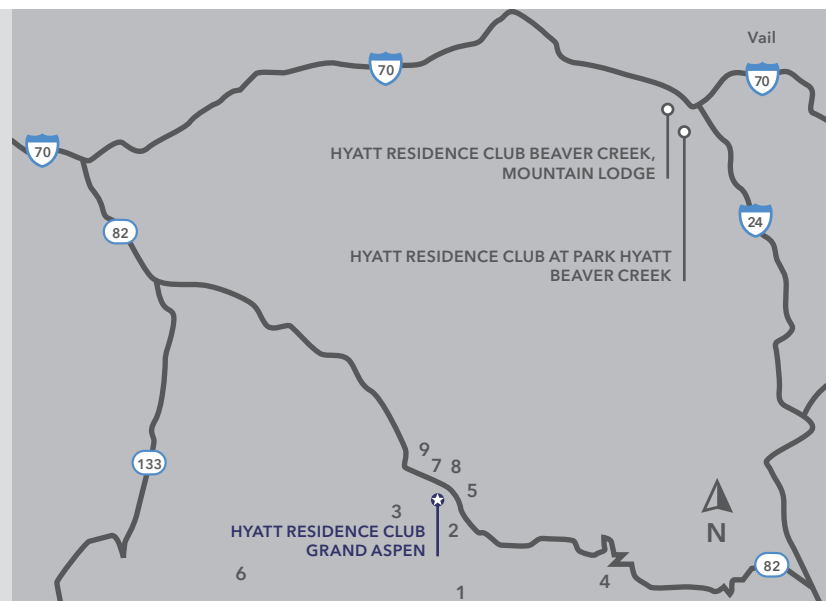 Vail
70
70
70
HYATT RESIDENCE CLUB BEAVER CREEK,
MOUNTAIN LODGE
82
24
HYATT RESIDENCE CLUB AT PARK HYATT
BEAVER CREEK
133
9
7 8
5
3
2
HYATT RESIDENCE CLUB
GRAND ASPEN
N
6
4
82
1